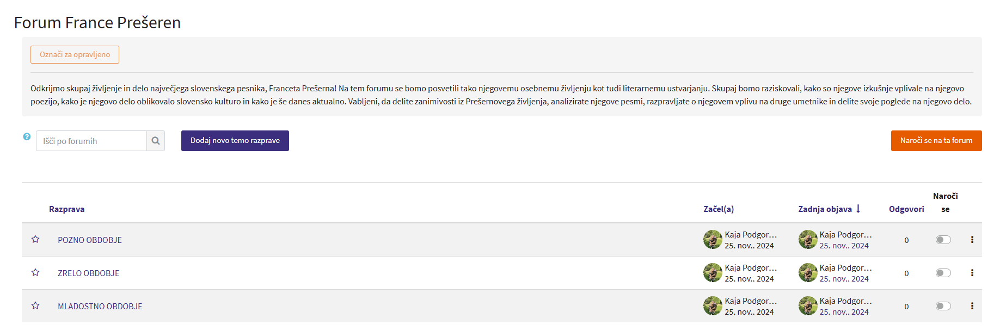 Forum France Prešeren
Označi za opravljeno
Odkrijmo skupaj življenje in delo največjega slovenskega pesnika, Franceta Prešerna! Na tem forumu se bomo posvetili tako njegovemu osebnemu življenju kot tudi literarnemu ustvarjanju. Skupaj bomo raziskovali, kako so njegove izkušnje vplivale na njegovo
poezijo, kako je njegovo delo oblikovalo slovensko kulturo in kako je še danes aktualno. Vabljeni, da delite zanimivosti iz Prešernovega življenja, analizirate njegove pesmi, razpravljate o njegovem vplivu na druge umetnike in delite svoje poglede na njegovo delo.
Išči po forumih
Dodaj novo temo razprave
Naroči se na ta forum
Razprava
Začel(a)
Zadnja objava ↓
Odgovori
Naroči
se
POZNO OBDOBJE
Kaja Podgor…
25. nov.. 2024
Kaja Podgor…
25. nov.. 2024
0
ZRELO OBDOBJE
Kaja Podgor…
25. nov.. 2024
Kaja Podgor…
25. nov.. 2024
0
MLADOSTNO OBDOBJE
Kaja Podgor…
25. nov.. 2024
Kaja Podgor…
25. nov.. 2024
0